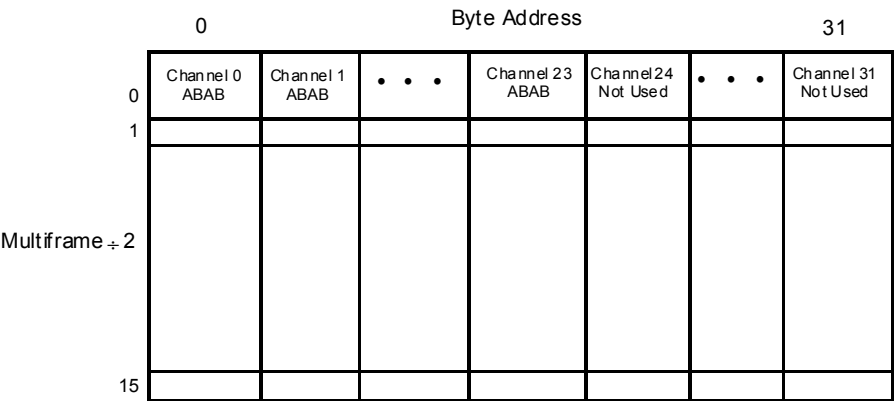 Byte Address
0 31
Channel 0 Channel 1 • • • Channel 23 Channel 24 • • • Channel 31
ABAB ABAB ABAB Not Used Not Used
0
1
Multiframe ÷ 2
15